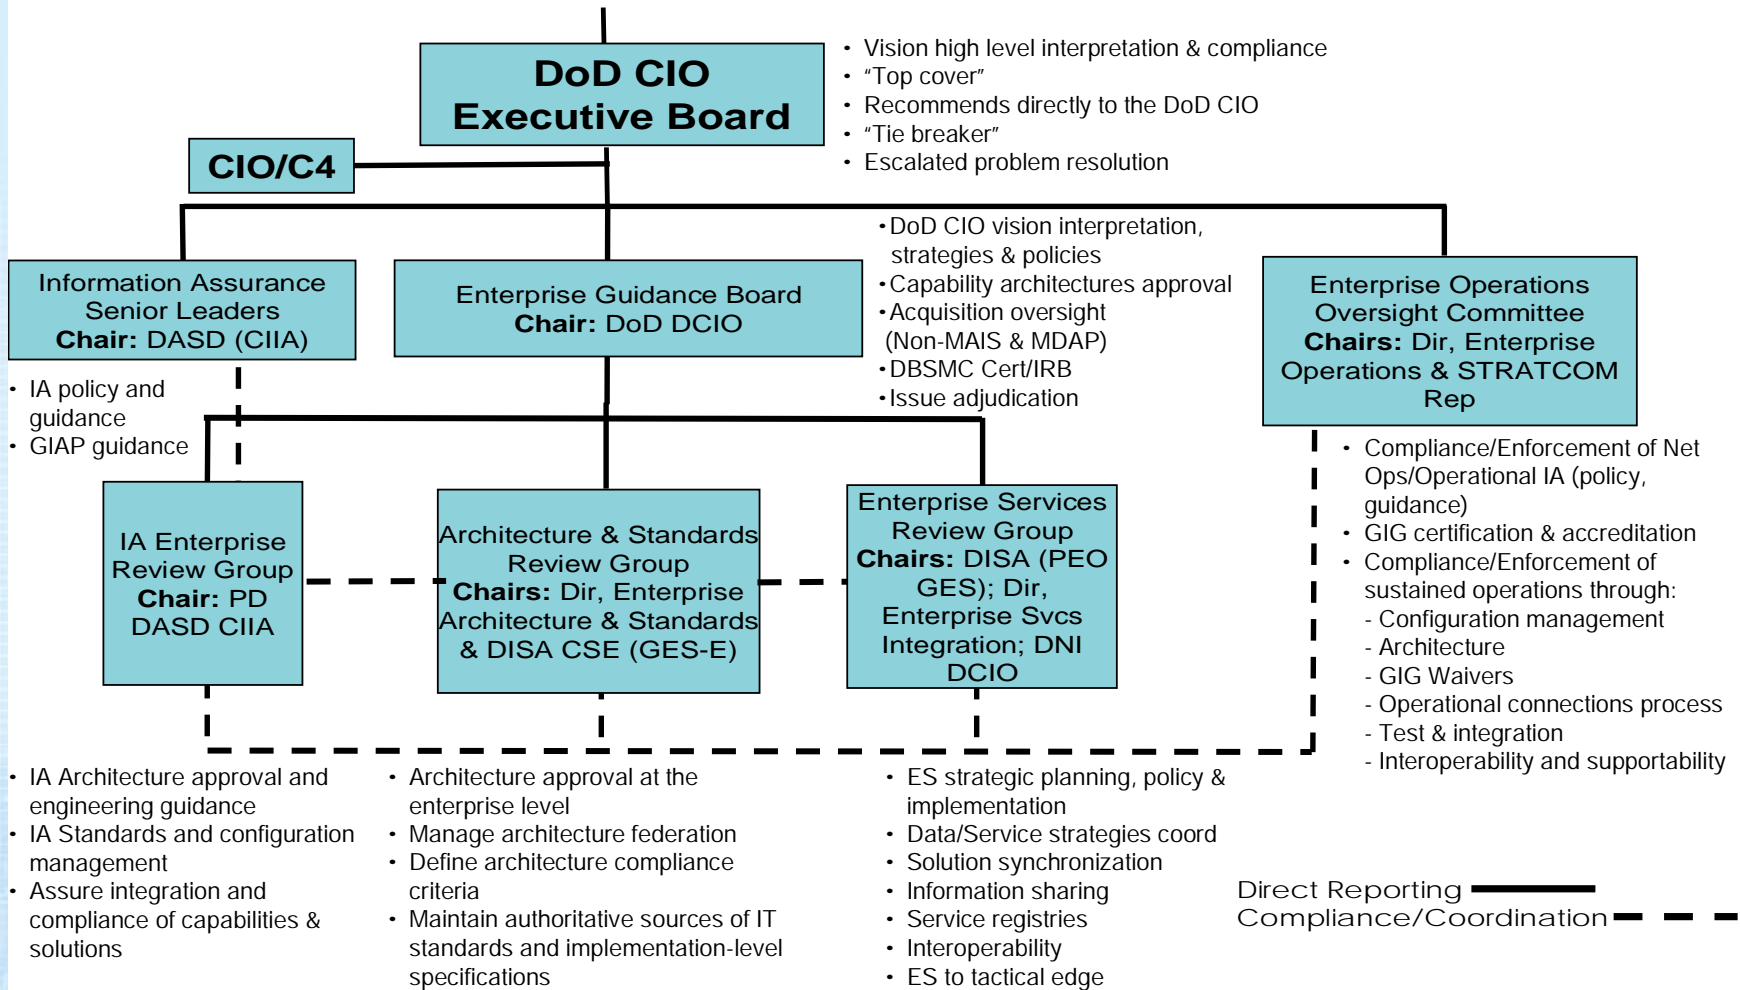 DoD CIO
Executive Board
• Vision high level interpretation & compliance
• “Top cover”
• Recommends directly to the DoD CIO
• “Tie breaker”
• Escalated problem resolution
CIO/C4
Information Assurance
Senior Leaders
Chair: DASD (CIIA)
• IA policy and
guidance
• GIAP guidance
Enterprise Guidance Board
Chair: DoD DCIO
•DoD CIO vision interpretation,
strategies & policies
•Capability architectures approval
•Acquisition oversight
(Non-MAIS & MDAP)
•DBSMC Cert/IRB
•Issue adjudication
Enterprise Operations
Oversight Committee
Chairs: Dir, Enterprise
Operations & STRATCOM
Rep
• Compliance/Enforcement of Net
Ops/Operational IA (policy,
guidance)
• GIG certification & accreditation
• Compliance/Enforcement of
sustained operations through:
- Configuration management
- Architecture
- GIG Waivers
- Operational connections process
- Test & integration
- Interoperability and supportability
IA Enterprise
Review Group
Chair: PD
DASD CIIA
Architecture & Standards
Review Group
Chairs: Dir, Enterprise
Architecture & Standards
& DISA CSE (GES-E)
Enterprise Services
Review Group
Chairs: DISA (PEO
GES); Dir,
Enterprise Svcs
Integration; DNI
DCIO
• IA Architecture approval and
engineering guidance
• IA Standards and configuration
management
• Assure integration and
compliance of capabilities &
solutions
• Architecture approval at the
enterprise level
• Manage architecture federation
• Define architecture compliance
criteria
• Maintain authoritative sources of IT
standards and implementation-level
specifications
• ES strategic planning, policy &
implementation
• Data/Service strategies coord
• Solution synchronization
• Information sharing
• Service registries
• Interoperability
• ES to tactical edge
Direct Reporting
Compliance/Coordination